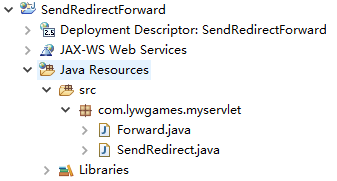 SendRedirectForward
Deployment Descriptor: SendRedirectForward
JAX-WS Web Services
Java Resources
src
com.lywgames.myservlet
Forward.java
SendRedirect.java
Libraries